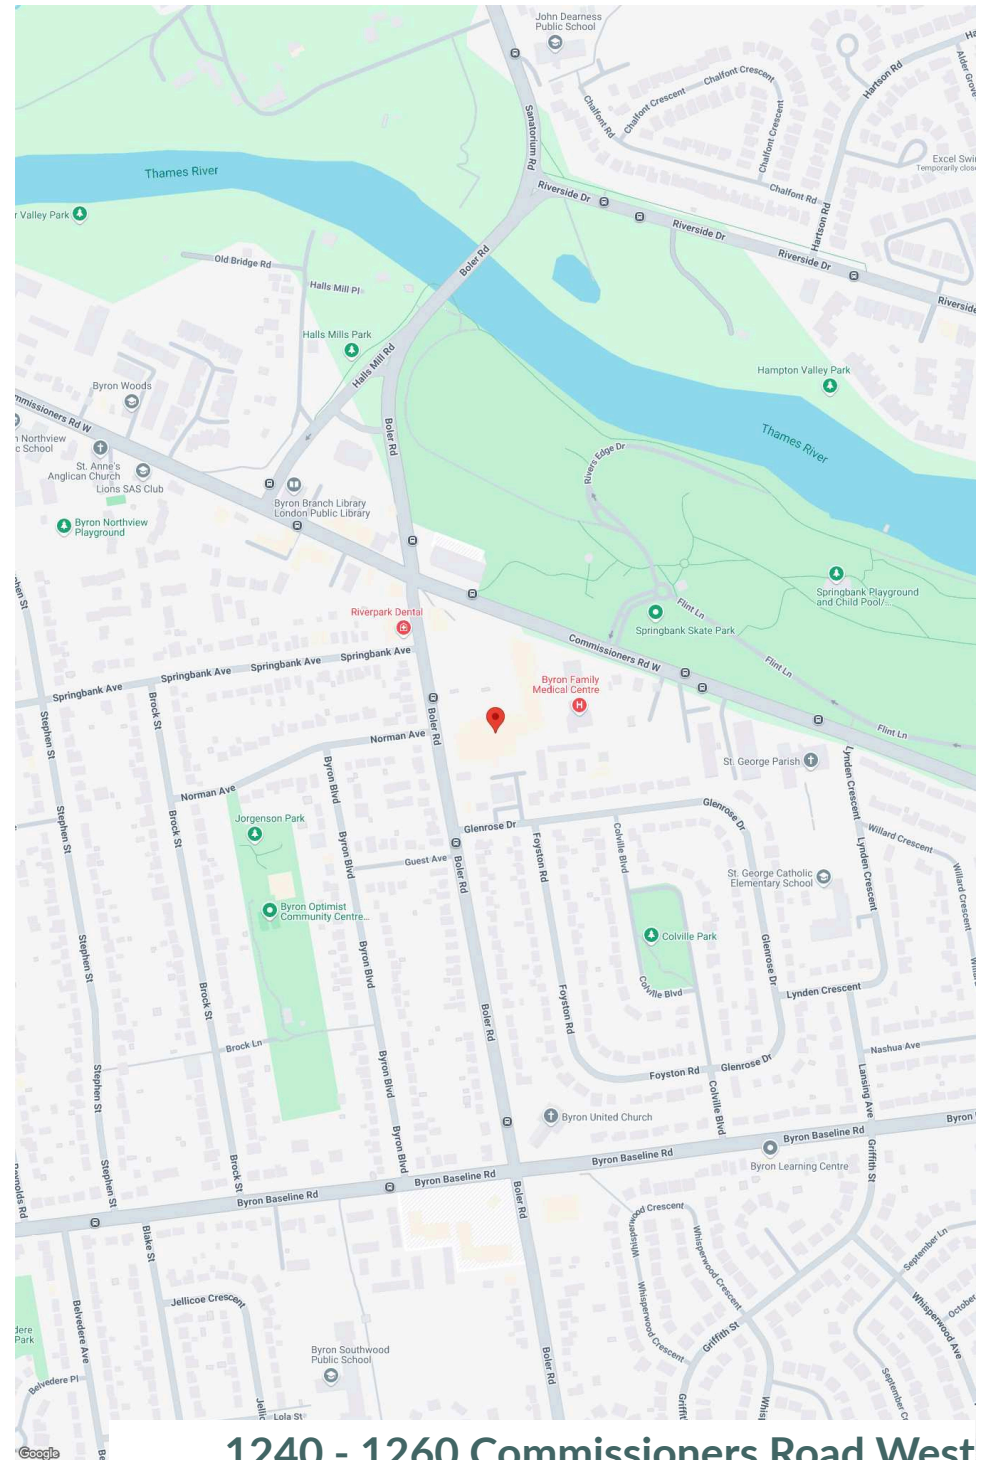 John Dearness
Public School
Chalfont Crescent
Chalfont Crescent
Chalfont Crescent
Chalfont Rd
Chalfont Rd
Hartson Rd
Hartson Rd
Alder Grove
Excel Swi
Temporarily clos
Sanatorium Rd
Thames River
r Valley Park
Riverside Dr
Riverside Dr
Riverside Dr
Riverside
Boler Rd
Old Bridge Rd
Halls Mill Pl
Halls Mills Park
Halls Mill Rd
Hampton Valley Park
Byron Woods
Boler Rd
Thames River
Rivers Edge Dr
mmissioners Rd W
n Northview
c School
St. Anne's
Anglican Church
Lions SAS Club
Byron Branch Library
London Public Library
Byron Northview
Playground
Springbank Playground
and Child Pool/...
Flint Ln
Springbank Skate Park
Riverpark Dental
Commissioners Rd W
Flint Ln
Flint Ln
phen St
Springbank Ave
Springbank Ave
Springbank Ave
Springbank Ave
Byron Family
Medical Centre
Stephen St
Brock St
Boler Rd
Norman Ave
Norman Ave
Byron Blvd
St. George Parish
Lynden Crescent
Stephen St
Brock St
Jorgenson Park
Byron Blvd
Glenrose Dr
Glenrose Dr
Foyston Rd
Colville Blvd
Willard Crescent
Lynden Crescent
Willard Crescent
Guest Ave
Boler Rd
St. George Catholic
Elementary School
Byron Optimist
Community Centre...
Colville Park
Stephen St
Byron Blvd
Glenrose Dr
Colville Blvd
Lynden Crescent
Brock St
Boler Rd
Foyston Rd
Brock Ln
Nashua Ave
Stephen St
Byron Blvd
Foyston Rd
Glenrose Dr
Colville Blvd
Lansing Ave
Byron United Church
Byron
Byron Baseline Rd
Byron Baseline Rd
Byron Baseline Rd
Byron Baseline Rd
Byron Learning Centre
Griffith St
Byron Blvd
Brock St
Stephen St
Boler Rd
Blake St
Whisperwood Crescent
Whisperwood Crescent
Whisperwood Crescent
September Ln
October
Whisperwood Ave
Jellicoe Crescent
Belvedere Ave
Griffith St
dere
Park
Byron Southwood
Public School
Boler Rd
Belvedere Pl
Lola St
Google
1240 - 1260 Commissioners Road West